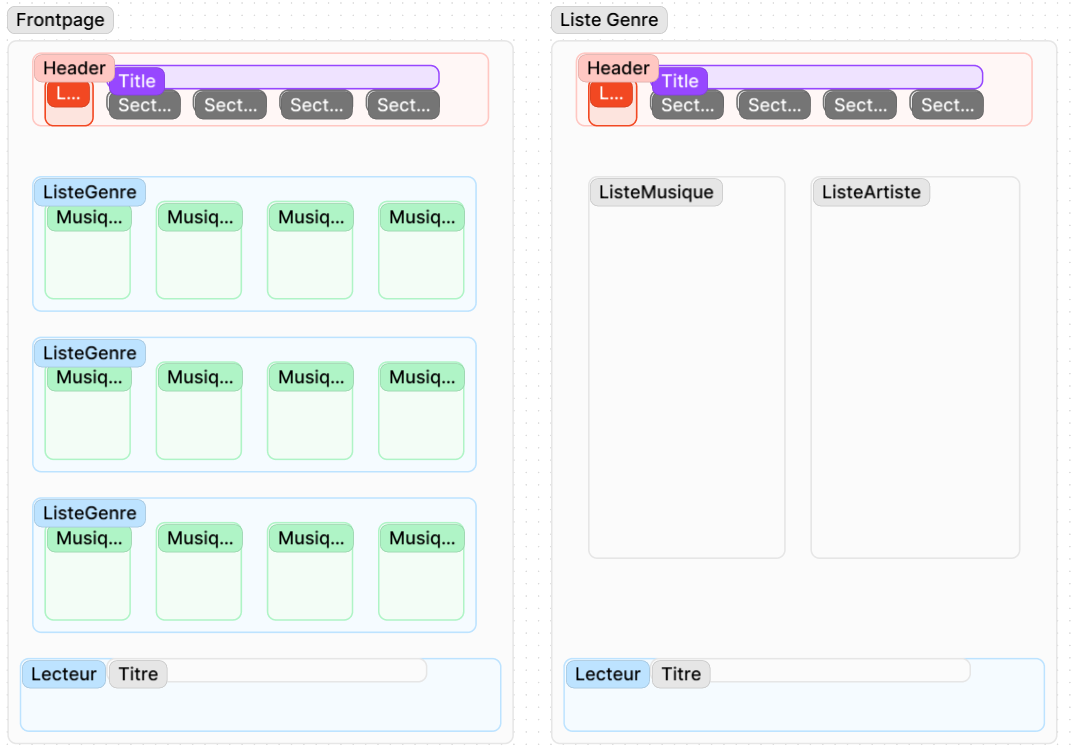 Frontpage
Header
Title
L...
Sect... Sect... Sect... Sect...
ListeGenre
Musiq... Musiq... Musiq... Musiq...
ListeGenre
Musiq... Musiq... Musiq... Musiq...
ListeGenre
Musiq... Musiq... Musiq... Musiq...
Lecteur Titre
Liste Genre
Header
Title
L...
Sect... Sect... Sect... Sect...
ListeMusique ListeArtiste
Lecteur Titre